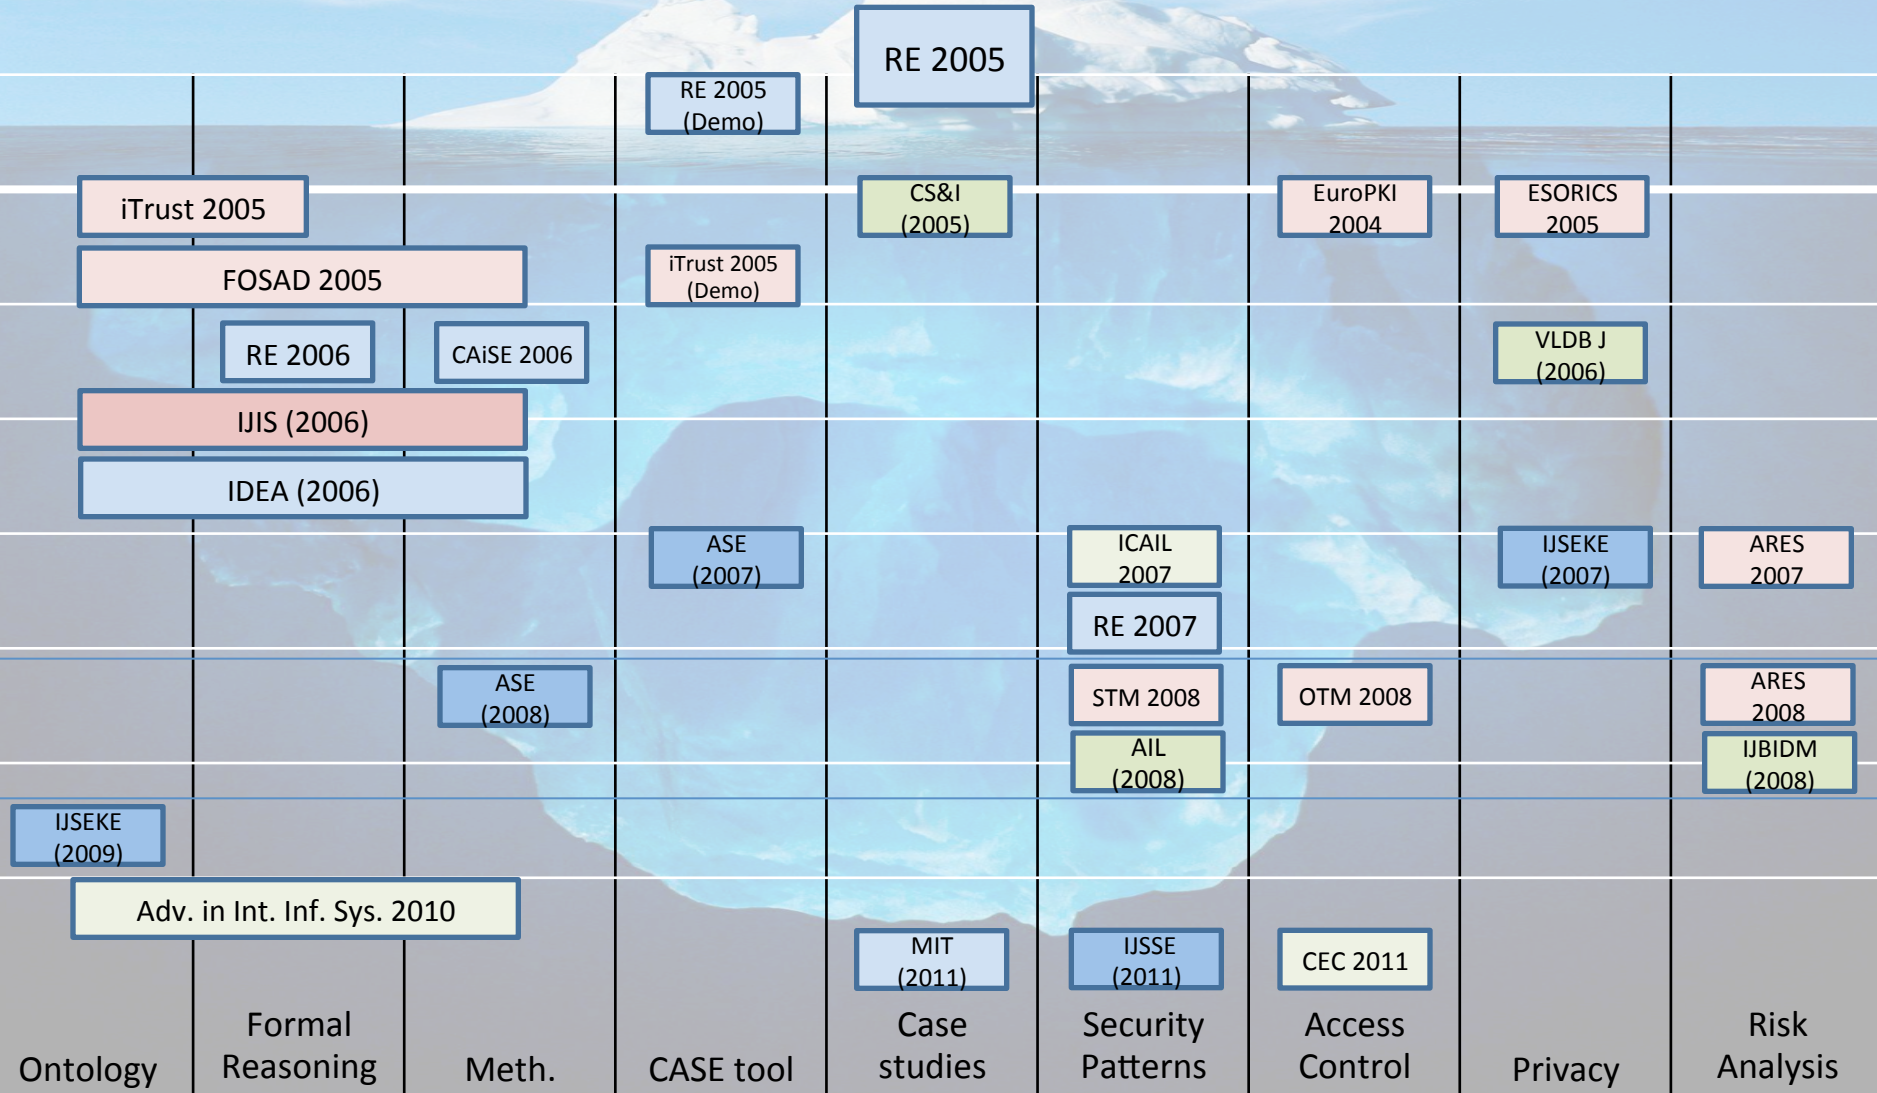 RE 2005
RE 2005
(Demo)
iTrust 2005
CS&I
(2005)
EuroPKI
2004
ESORICS
2005
FOSAD 2005
iTrust 2005
(Demo)
RE 2006
CAiSE 2006
VLDB J
(2006)
IJIS (2006)
IDEA (2006)
ASE
(2007)
ICAIL
2007
IJSEKE
(2007)
ARES
2007
RE 2007
ASE
(2008)
STM 2008
OTM 2008
ARES
2008
AIL
(2008)
IJBIDM
(2008)
IJSEKE
(2009)
Adv. in Int. Inf. Sys. 2010
MIT
(2011)
IJSSE
(2011)
CEC 2011
Ontology
Formal
Reasoning
Meth.
CASE tool
Case
studies
Security
Patterns
Access
Control
Privacy
Risk
Analysis